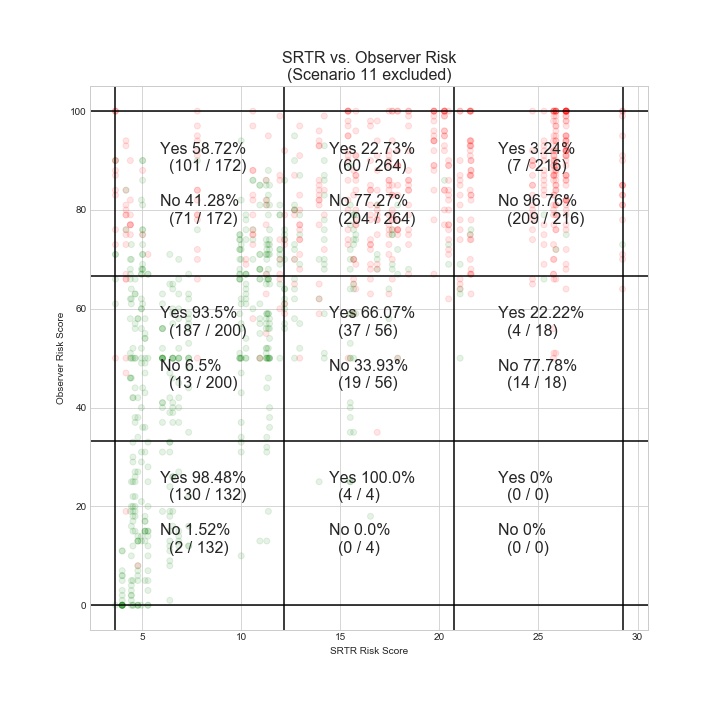 SRTR vs. Observer Risk
(Scenario 11 excluded)
100
Yes 58.72%
(101 / 172)
Yes 22.73%
(60 / 264)
Yes 3.24%
(7 / 216)
No 41.28%
(71 / 172)
No 77.27%
(204 / 264)
No 96.76%
(209 / 216)
80
60
Yes 93.5%
(187 / 200)
Yes 66.07%
(37 / 56)
Yes 22.22%
(4 / 18)
No 6.5%
(13 / 200)
No 33.93%
(19 / 56)
No 77.78%
(14 / 18)
Observer Risk Score
40
Yes 98.48%
(130 / 132)
Yes 100.0%
(4 / 4)
Yes 0%
(0 / 0)
20
No 1.52%
(2 / 132)
No 0.0%
(0 / 4)
No 0%
(0 / 0)
0
5 10 15 20 25 30
SRTR Risk Score